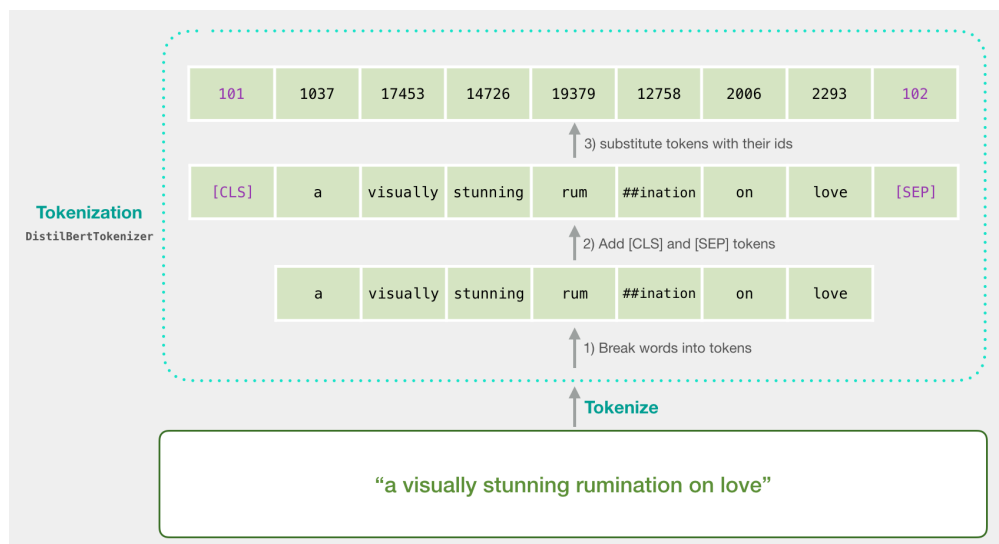 101 1037 17453 14726 19379 12758 2006 2293 102
3) substitute tokens with their ids
[CLS] a visually stunning rum ##ination on love [SEP]
Tokenization
DistilBertTokenizer
2) Add [CLS] and [SEP] tokens
a visually stunning rum ##ination on love
1) Break words into tokens
Tokenize
“a visually stunning rumination on love”